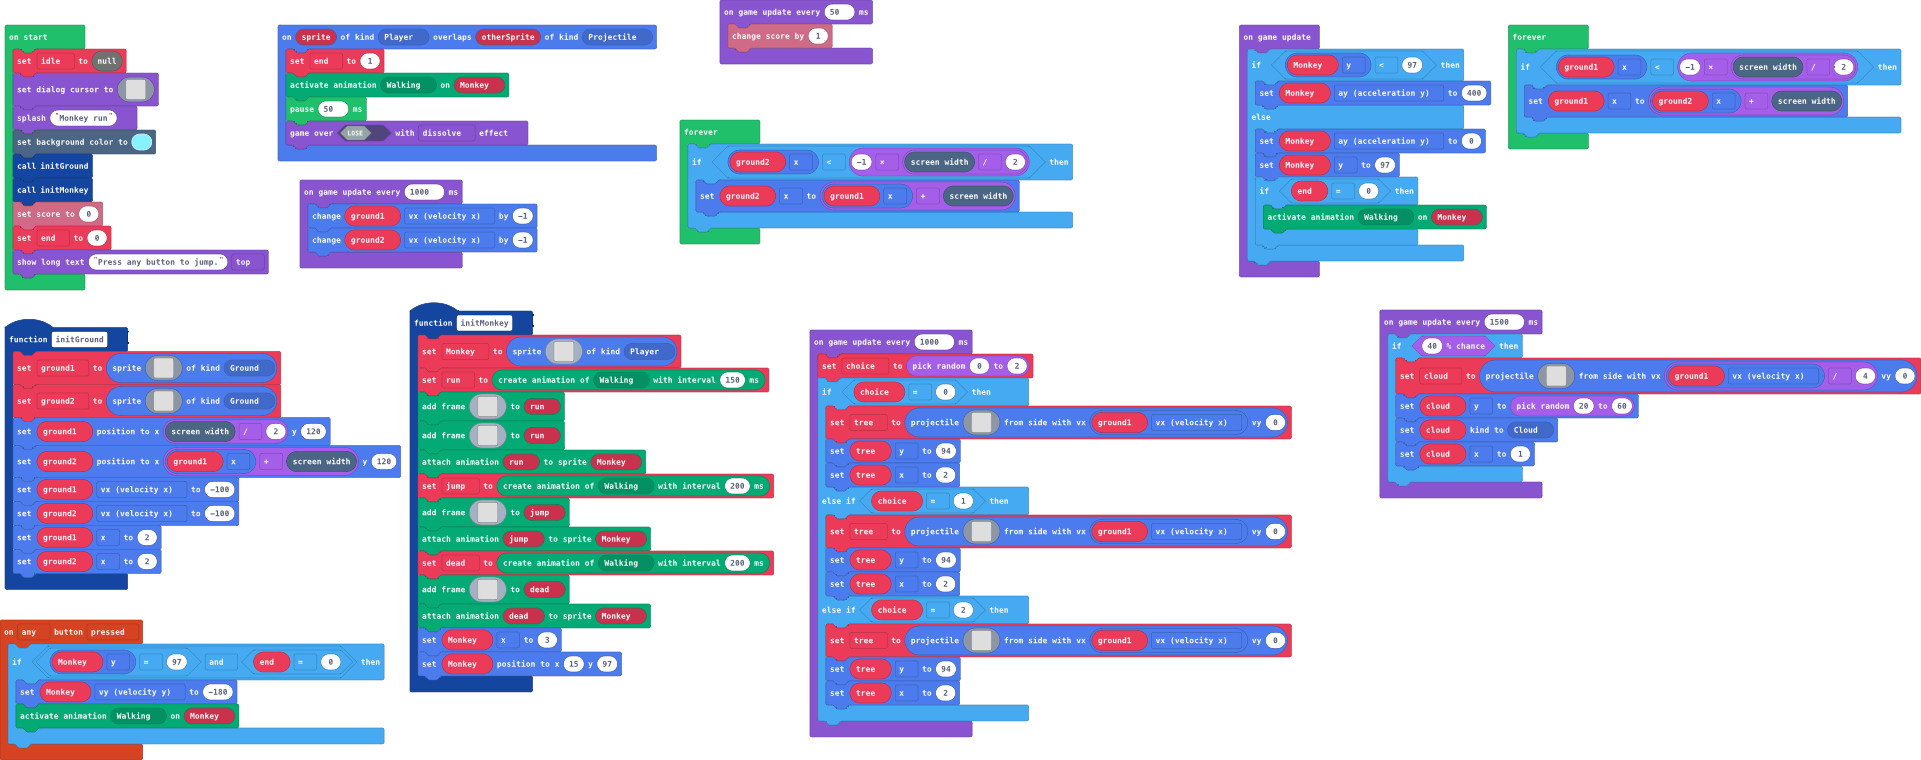 on start
set idle to null
set dialog cursor to
splash "Monkey run"
set background color to
call initGround
call initMonkey
set score to 0
set end to 0
show long text "Press any button to jump." top
on sprite of kind Player overlaps otherSprite of kind Projectile
set end to 1
activate animation Walking on Monkey
pause 50 ms
game over LOSE with dissolve effect
on game update every 1000 ms
change ground1 vx (velocity x) by -1
change ground2 vx (velocity x) by -1
on game update every 50 ms
change score by 1
forever
if ground2 x < -1 × screen width / 2 then
set ground2 x to ground1 x + screen width
on game update
if Monkey y < 97 then
set Monkey ay (acceleration y) to 400
else
set Monkey ay (acceleration y) to 0
set Monkey y to 97
if end = 0 then
activate animation Walking on Monkey
forever
if ground1 x < -1 × screen width / 2 then
set ground1 x to ground2 x + screen width
function initGround
set ground1 to sprite of kind Ground
set ground2 to sprite of kind Ground
set ground1 position to x screen width / 2 y 120
set ground2 position to x ground1 x + screen width y 120
set ground1 vx (velocity x) to -100
set ground2 vx (velocity x) to -100
set ground1 x to 2
set ground2 x to 2
on any button pressed
if Monkey y = 97 and end = 0 then
set Monkey vy (velocity y) to -180
activate animation Walking on Monkey
function initMonkey
set Monkey to sprite of kind Player
set run to create animation of Walking with interval 150 ms
add frame to run
add frame to run
attach animation run to sprite Monkey
set jump to create animation of Walking with interval 200 ms
add frame to jump
attach animation jump to sprite Monkey
set dead to create animation of Walking with interval 200 ms
add frame to dead
attach animation dead to sprite Monkey
set Monkey x to 3
set Monkey position to x 15 y 97
on game update every 1000 ms
set choice to pick random 0 to 2
if choice = 0 then
set tree to projectile from side with vx ground1 vx (velocity x) vy 0
set tree y to 94
set tree x to 2
else if choice = 1 then
set tree to projectile from side with vx ground1 vx (velocity x) vy 0
set tree y to 94
set tree x to 2
else if choice = 2 then
set tree to projectile from side with vx ground1 vx (velocity x) vy 0
set tree y to 94
set tree x to 2
on game update every 1500 ms
if 40 % chance then
set cloud to projectile from side with vx ground1 vx (velocity x) / 4 vy 0
set cloud y to pick random 20 to 60
set cloud kind to Cloud
set cloud x to 1